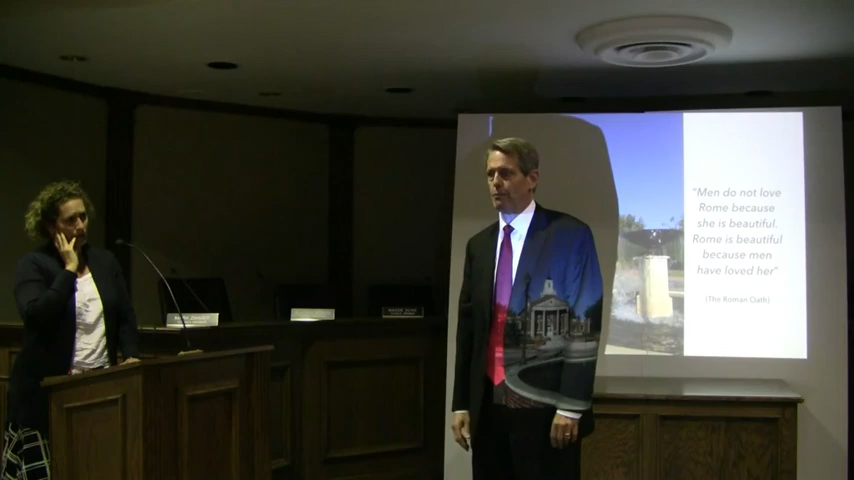 "Men do not love
Rome because
she is beautiful.
Rome is beautiful
because men
have loved her"
(The Roman Oath)